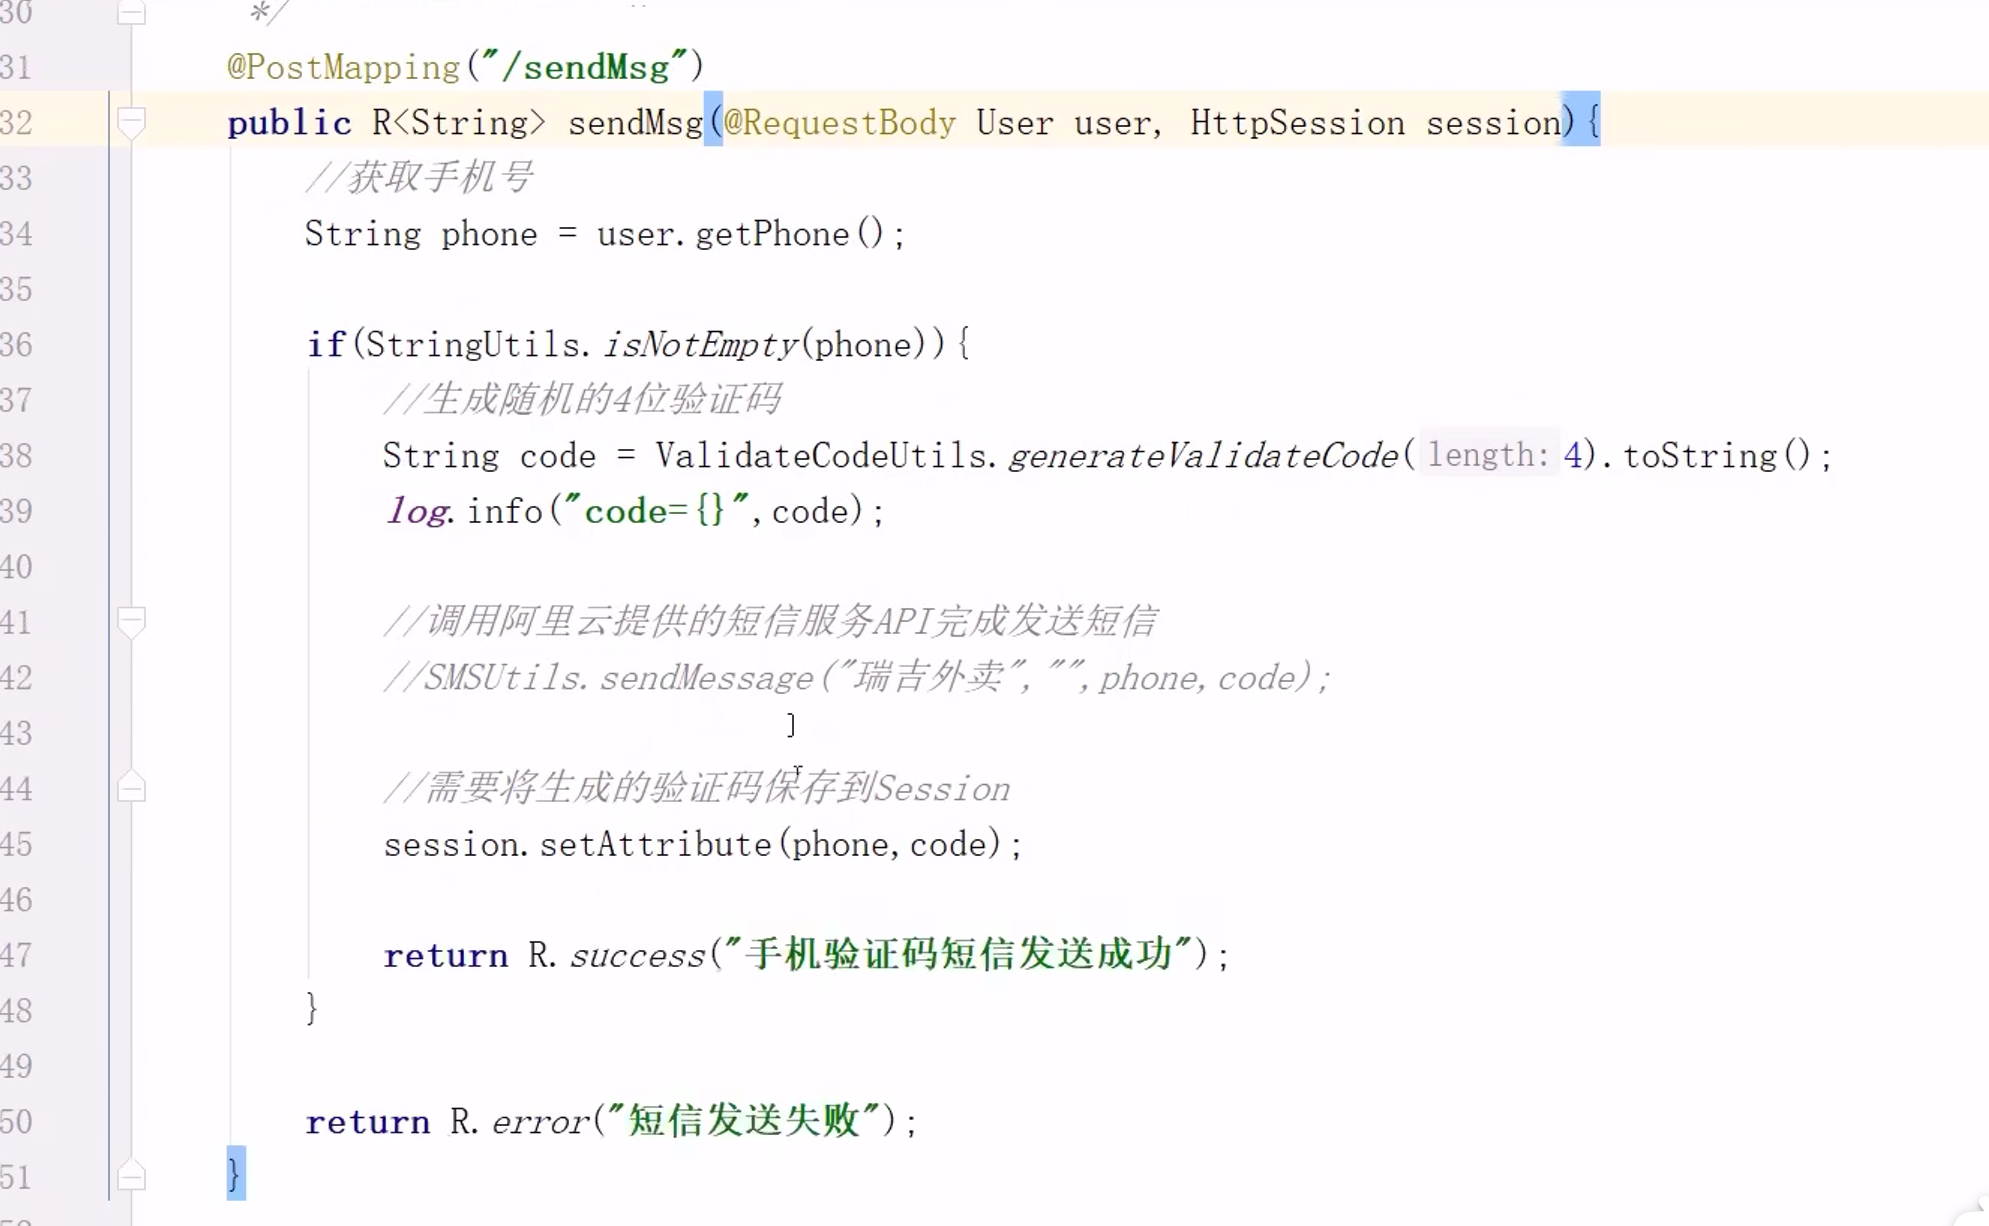 30 */
31 @PostMapping("/sendMsg")
32 public R<String> sendMsg(@RequestBody User user, HttpSession session){
33 //获取手机号
34 String phone = user.getPhone();
35
36 if(StringUtils.isNotEmpty(phone)){
37 //生成随机的4位验证码
38 String code = ValidateCodeUtils.generateValidateCode( length: 4).toString();
39 log.info("code={}",code);
40
41 //调用阿里云提供的短信服务API完成发送短信
42 //SMSUtils.sendMessage("瑞吉外卖","",phone,code);
43
44 //需要将生成的验证码保存到Session
45 session.setAttribute(phone,code);
46
47 return R.success("手机验证码短信发送成功");
48 }
49
50 return R.error("短信发送失败");
51 }